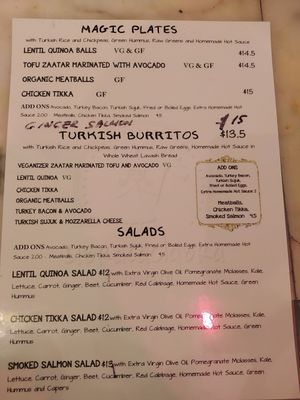 MAGIC PLATES
with Turkish Rice and Chickpeas, Green Hummus, Raw Greens and Homemade Hot Sauce
LENTIL QUINOA BALLS VG & GF $14.5
TOFU ZAATAR MARINATED WITH AVOCADO VG & GF $14.5
ORGANIC MEATBALLS GF
CHICKEN TIKKA GF $15
ADD ONS Avocado, Turkey Bacon, Turkish Sujuk, Fried or Boiled Eggs, Extra Homemade Hot
Sauce 2.00 - Meatballs, Chicken Tikka, Smoked Salmon 4.5
GINGER SALMON $15
TURKISH BURRITOS $13.5
with Turkish Rice and Chickpeas, Green Hummus, Raw Greens, Homemade Hot Sauce in
Whole Wheat Lavash Bread
VEGANIZER ZAATAR MARINATED TOFU AND AVOCADO VG
LENTIL QUINOA VG
CHICKEN TIKKA
ORGANIC MEATBALLS
TURKEY BACON & AVOCADO
TURKISH SUJUK & MOZZARELLA CHEESE
ADD ONS
Avocado, Turkey Bacon,
Turkish Sujuk,
Fried or Boiled Eggs,
Extra Homemade Hot Sauce 2
Meatballs,
Chicken Tikka,
Smoked Salmon 4.5
SALADS
ADD ONS Avocado, Turkey Bacon, Turkish Sujuk, Fried or Boiled Eggs, Extra Homemade Hot
Sauce 2.00 - Meatballs, Chicken Tikka, Smoked Salmon 4.5
LENTIL QUINOA SALAD $12 with Extra Virgin Olive Oil, Pomegranate Molasses, Kale,
Lettuce, Carrot, Ginger, Beet, Cucumber, Red Cabbage, Homemade Hot Sauce, Green
Hummus
CHICKEN TIKKA SALAD $12 with Extra Virgin Olive Oil, Pomegranate Molasses, Kale,
Lettuce, Carrot, Ginger, Beet, Cucumber, Red Cabbage, Homemade Hot Sauce, Green
Hummus
SMOKED SALMON SALAD $13 with Extra Virgin Olive Oil, Pomegranate Molasses, Kale,
Lettuce, Carrot, Ginger, Beet, Cucumber, Red Cabbage, Homemade Hot Sauce, Green
Hummus and Capers